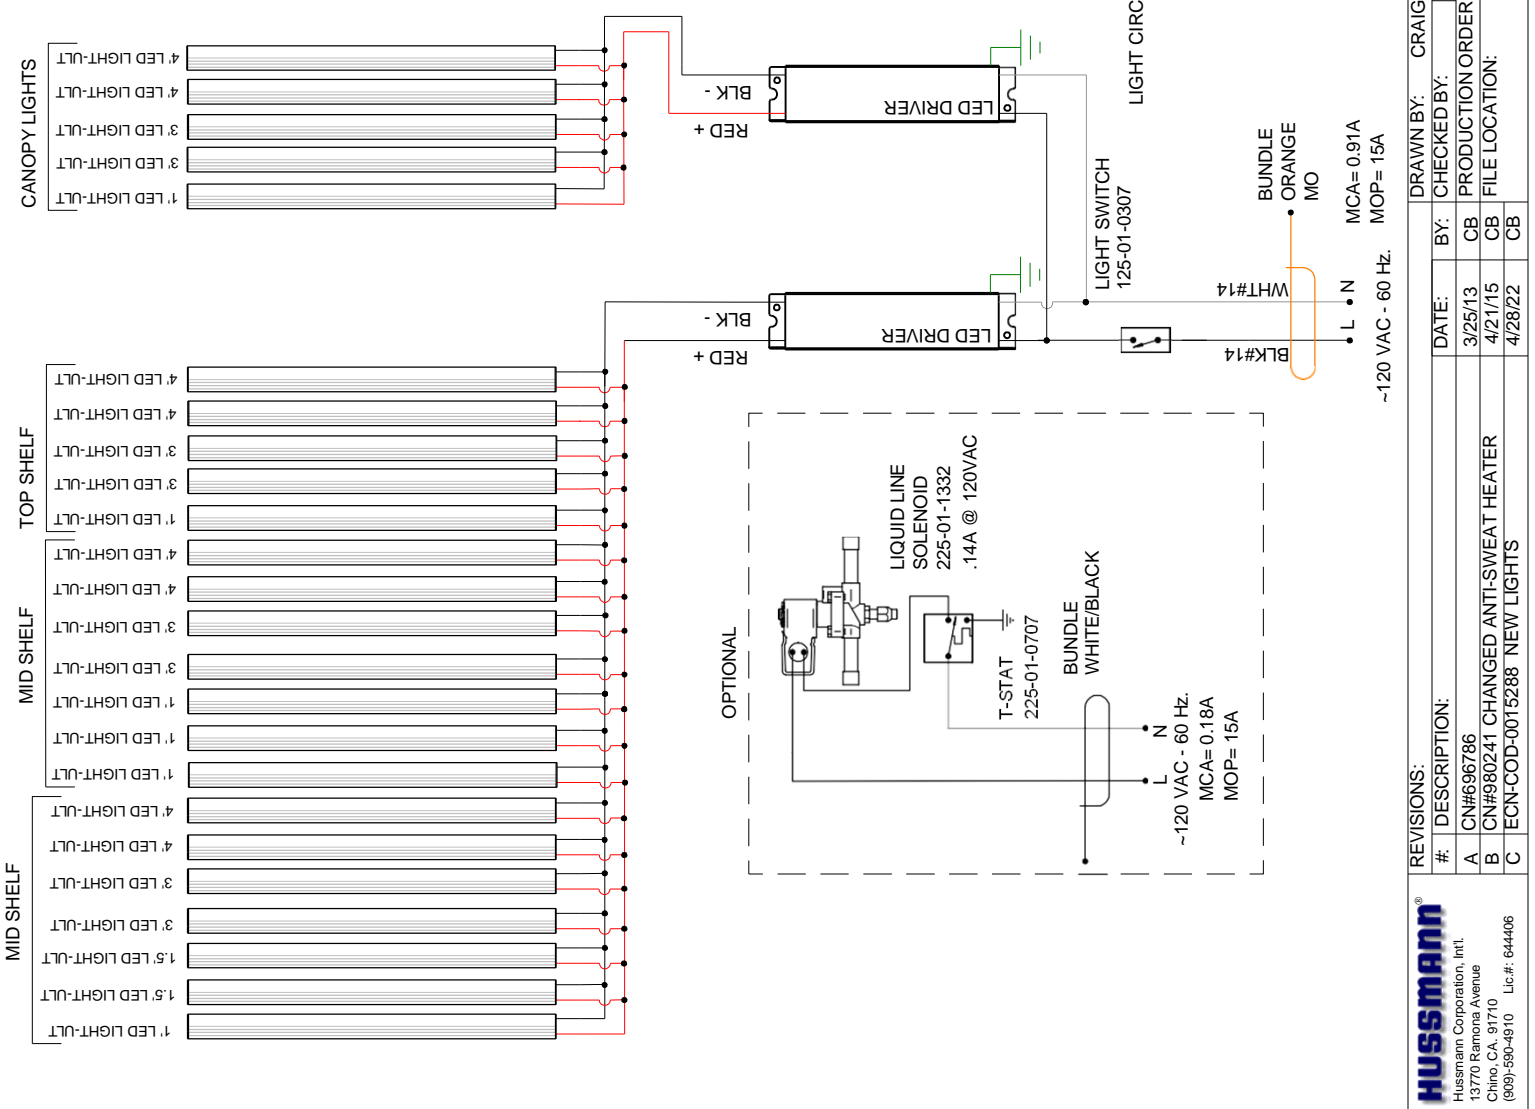 CANOPY LIGHTS
4' LED LIGHT-ULT
4' LED LIGHT-ULT
3' LED LIGHT-ULT
3' LED LIGHT-ULT
1' LED LIGHT-ULT
TOP SHELF
4' LED LIGHT-ULT
4' LED LIGHT-ULT
3' LED LIGHT-ULT
3' LED LIGHT-ULT
1' LED LIGHT-ULT
MID SHELF
4' LED LIGHT-ULT
4' LED LIGHT-ULT
3' LED LIGHT-ULT
3' LED LIGHT-ULT
1' LED LIGHT-ULT
1' LED LIGHT-ULT
1' LED LIGHT-ULT
MID SHELF
4' LED LIGHT-ULT
4' LED LIGHT-ULT
3' LED LIGHT-ULT
3' LED LIGHT-ULT
1.5' LED LIGHT-ULT
1.5' LED LIGHT-ULT
1' LED LIGHT-ULT
BLK -
RED +
LED DRIVER
BLK -
RED +
LED DRIVER
LIGHT CIRC
LIGHT SWITCH
125-01-0307
WHT#14
BLK#14
BUNDLE
ORANGE
MO
L
N
~120 VAC - 60 Hz.
MCA= 0.91A
MOP= 15A
OPTIONAL
LIQUID LINE
SOLENOID
225-01-1332
.14A @ 120VAC
T-STAT
225-01-0707
BUNDLE
WHITE/BLACK
L
N
~120 VAC - 60 Hz.
MCA= 0.18A
MOP= 15A
HUSSMANN®
Hussmann Corporation, Int'l.
13770 Ramona Avenue
Chino, CA. 91710
(909)-590-4910 Lic.#: 644406
REVISIONS:
#: DESCRIPTION: DATE: BY:
A CN#696786 3/25/13 CB
B CN#980241 CHANGED ANTI-SWEAT HEATER 4/21/15 CB
C ECN-COD-0015288 NEW LIGHTS 4/28/22 CB
DRAWN BY: CRAIG
CHECKED BY:
PRODUCTION ORDER
FILE LOCATION: